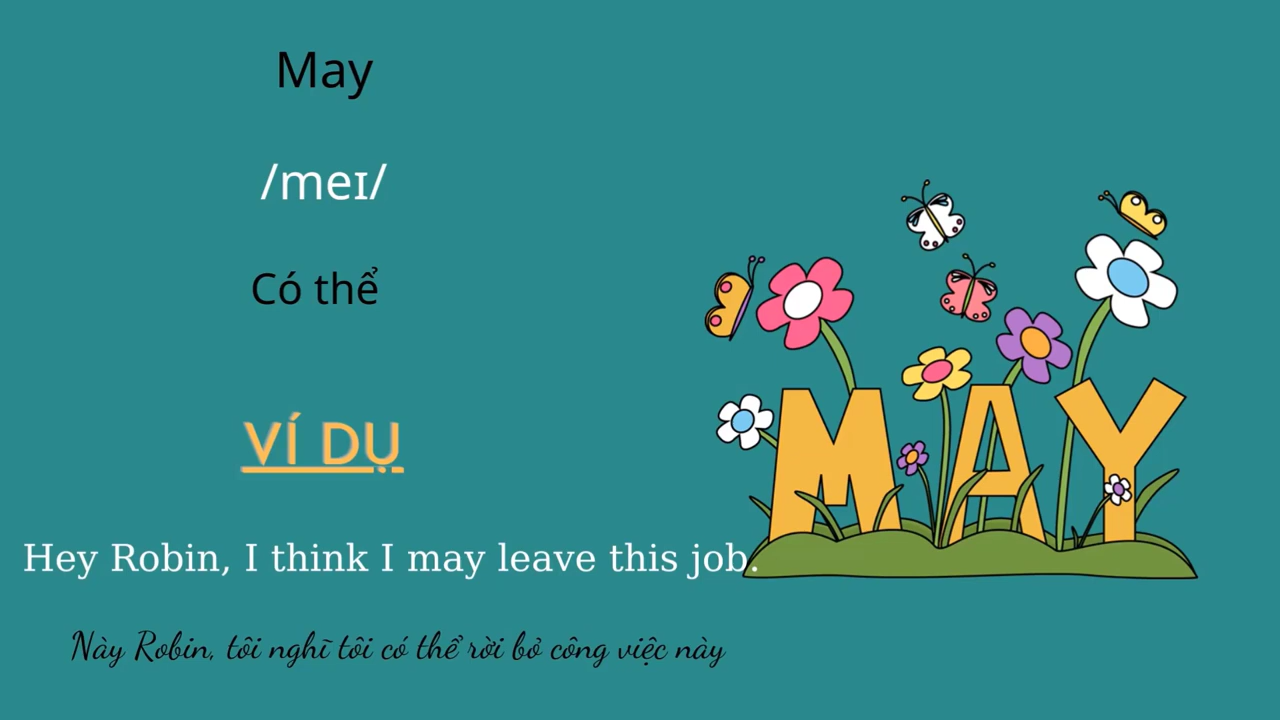 May
/meɪ/
Có thể
VÍ DỤ
MAY
Hey Robin, I think I may leave this job.
Này Robin, tôi nghĩ tôi có thể rời bỏ công việc này